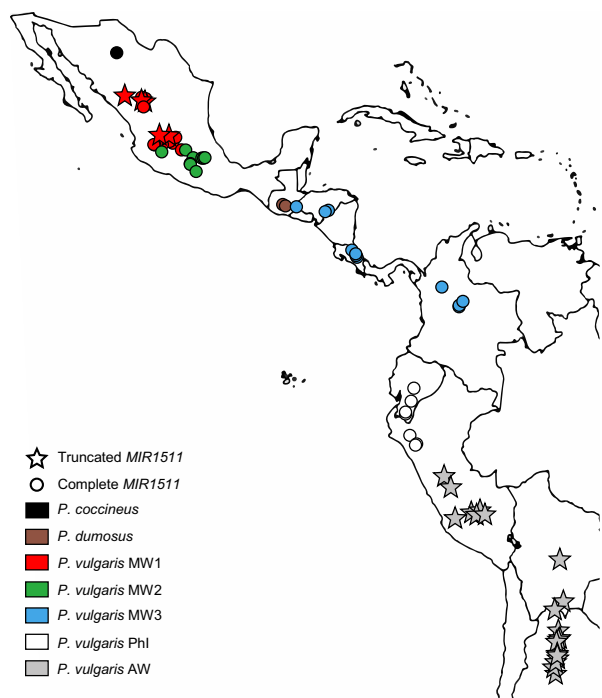 Truncated MIR1511
Complete MIR1511
P. coccineus
P. dumosus
P. vulgaris MW1
P. vulgaris MW2
P. vulgaris MW3
P. vulgaris PhI
P. vulgaris AW